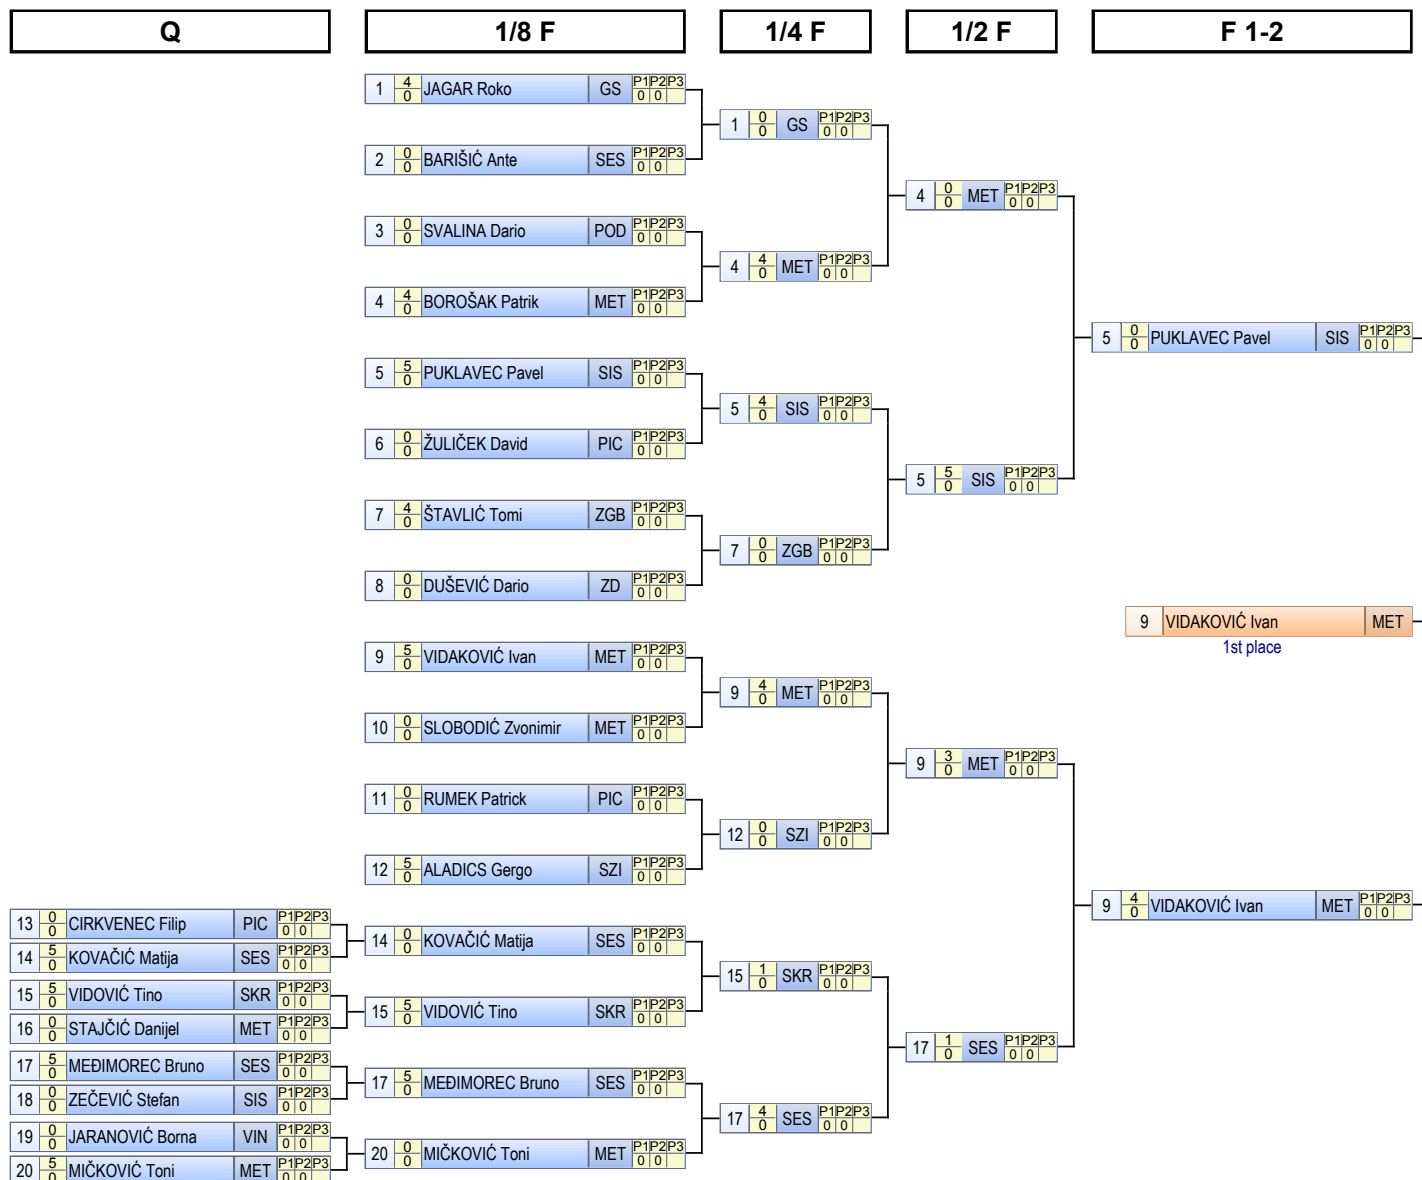 Q 1/8 F 1/4 F 1/2 F F 1-2
1 4 0 JAGAR Roko GS P1 P2 P3 0 0
1 0 0 GS P1 P2 P3 0 0
2 0 0 BARIŠIĆ Ante SES P1 P2 P3 0 0
4 0 0 MET P1 P2 P3 0 0
3 0 0 SVALINA Dario POD P1 P2 P3 0 0
4 4 0 MET P1 P2 P3 0 0
4 4 0 BOROŠAK Patrik MET P1 P2 P3 0 0
5 0 0 PUKLAVEC Pavel SIS P1 P2 P3 0 0
5 5 0 PUKLAVEC Pavel SIS P1 P2 P3 0 0
5 4 0 SIS P1 P2 P3 0 0
6 0 0 ŽULIČEK David PIC P1 P2 P3 0 0
5 5 0 SIS P1 P2 P3 0 0
7 4 0 ŠTAVLIĆ Tomi ZGB P1 P2 P3 0 0
7 0 0 ZGB P1 P2 P3 0 0
8 0 0 DUŠEVIĆ Dario ZD P1 P2 P3 0 0
9 VIDAKOVIĆ Ivan MET
1st place
9 5 0 VIDAKOVIĆ Ivan MET P1 P2 P3 0 0
9 4 0 MET P1 P2 P3 0 0
10 0 0 SLOBODIĆ Zvonimir MET P1 P2 P3 0 0
9 3 0 MET P1 P2 P3 0 0
11 0 0 RUMEK Patrick PIC P1 P2 P3 0 0
12 0 0 SZI P1 P2 P3 0 0
12 5 0 ALADICS Gergo SZI P1 P2 P3 0 0
9 4 0 VIDAKOVIĆ Ivan MET P1 P2 P3 0 0
13 0 0 CIRKVENEC Filip PIC P1 P2 P3 0 0
14 0 0 KOVAČIĆ Matija SES P1 P2 P3 0 0
14 5 0 KOVAČIĆ Matija SES P1 P2 P3 0 0
15 1 0 SKR P1 P2 P3 0 0
15 5 0 VIDOVIĆ Tino SKR P1 P2 P3 0 0
15 5 0 VIDOVIĆ Tino SKR P1 P2 P3 0 0
16 0 0 STAJČIĆ Danijel MET P1 P2 P3 0 0
17 1 0 SES P1 P2 P3 0 0
17 5 0 MEĐIMOREC Bruno SES P1 P2 P3 0 0
17 5 0 MEĐIMOREC Bruno SES P1 P2 P3 0 0
18 0 0 ZEČEVIĆ Stefan SIS P1 P2 P3 0 0
17 4 0 SES P1 P2 P3 0 0
19 0 0 JARANOVIĆ Borna VIN P1 P2 P3 0 0
20 0 0 MIČKOVIĆ Toni MET P1 P2 P3 0 0
20 5 0 MIČKOVIĆ Toni MET P1 P2 P3 0 0